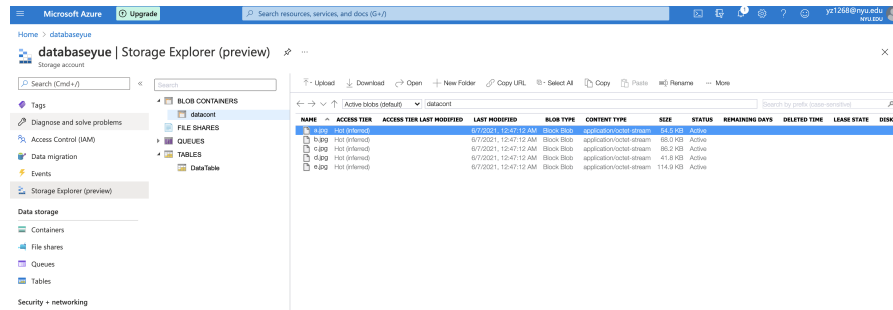 Microsoft Azure
Upgrade
Search resources, services, and docs (G+/)
1
yz1268@nyu.edu
NYU.EDU
Home > databaseyue
databaseyue | Storage Explorer (preview)
Storage account
Search (Cmd+/)
Tags
Diagnose and solve problems
Access Control (IAM)
Data migration
Events
Storage Explorer (preview)
Data storage
Containers
File shares
Queues
Tables
Security + networking
Search
BLOB CONTAINERS
datacont
FILE SHARES
QUEUES
TABLES
DataTable
Upload Download Open New Folder Copy URL Select All Copy Paste Rename More
Active blobs (default) datacont Search by prefix (case-sensitive)
NAME ACCESS TIER ACCESS TIER LAST MODIFIED LAST MODIFIED BLOB TYPE CONTENT TYPE SIZE STATUS REMAINING DAYS DELETED TIME LEASE STATE DISK
a.jpg Hot (inferred) 6/7/2021, 12:47:12 AM Block Blob application/octet-stream 54.5 KB Active
b.jpg Hot (inferred) 6/7/2021, 12:47:12 AM Block Blob application/octet-stream 68.0 KB Active
c.jpg Hot (inferred) 6/7/2021, 12:47:12 AM Block Blob application/octet-stream 86.2 KB Active
d.jpg Hot (inferred) 6/7/2021, 12:47:12 AM Block Blob application/octet-stream 41.8 KB Active
e.jpg Hot (inferred) 6/7/2021, 12:47:12 AM Block Blob application/octet-stream 114.9 KB Active